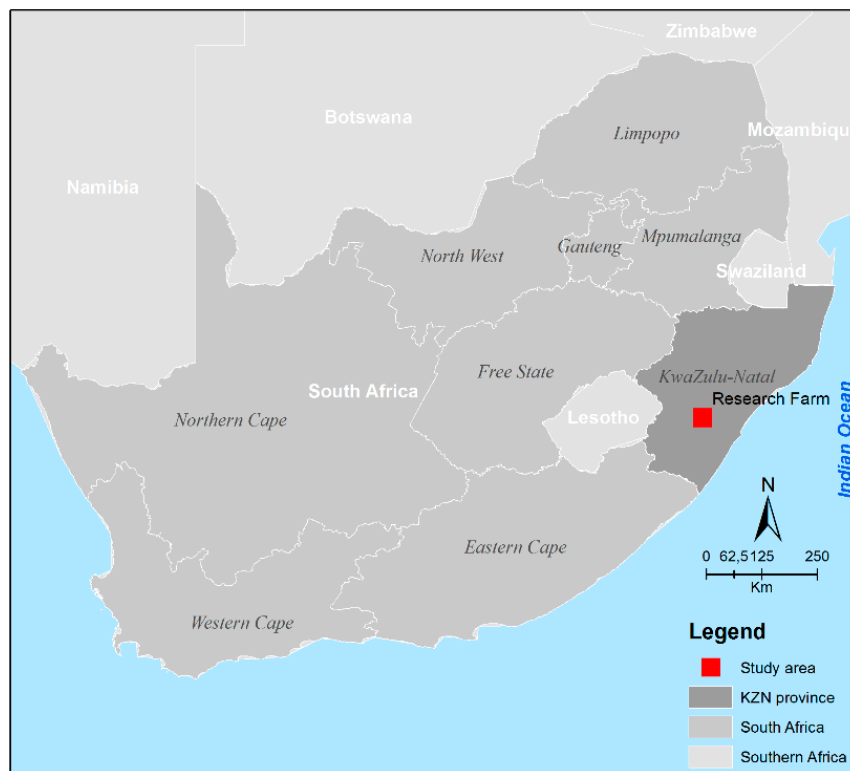 Zimbabwe
Botswana
Limpopo
Mozambiqu
Namibia
North West
Gauteng
Mpumalanga
Swaziland
Free State
KwaZulu-Natal
South Africa
Research Farm
Northern Cape
Lesotho
Indian Ocean
N
Eastern Cape
0 62,5 125 250
Km
Western Cape
Legend
Study area
KZN province
South Africa
Southern Africa